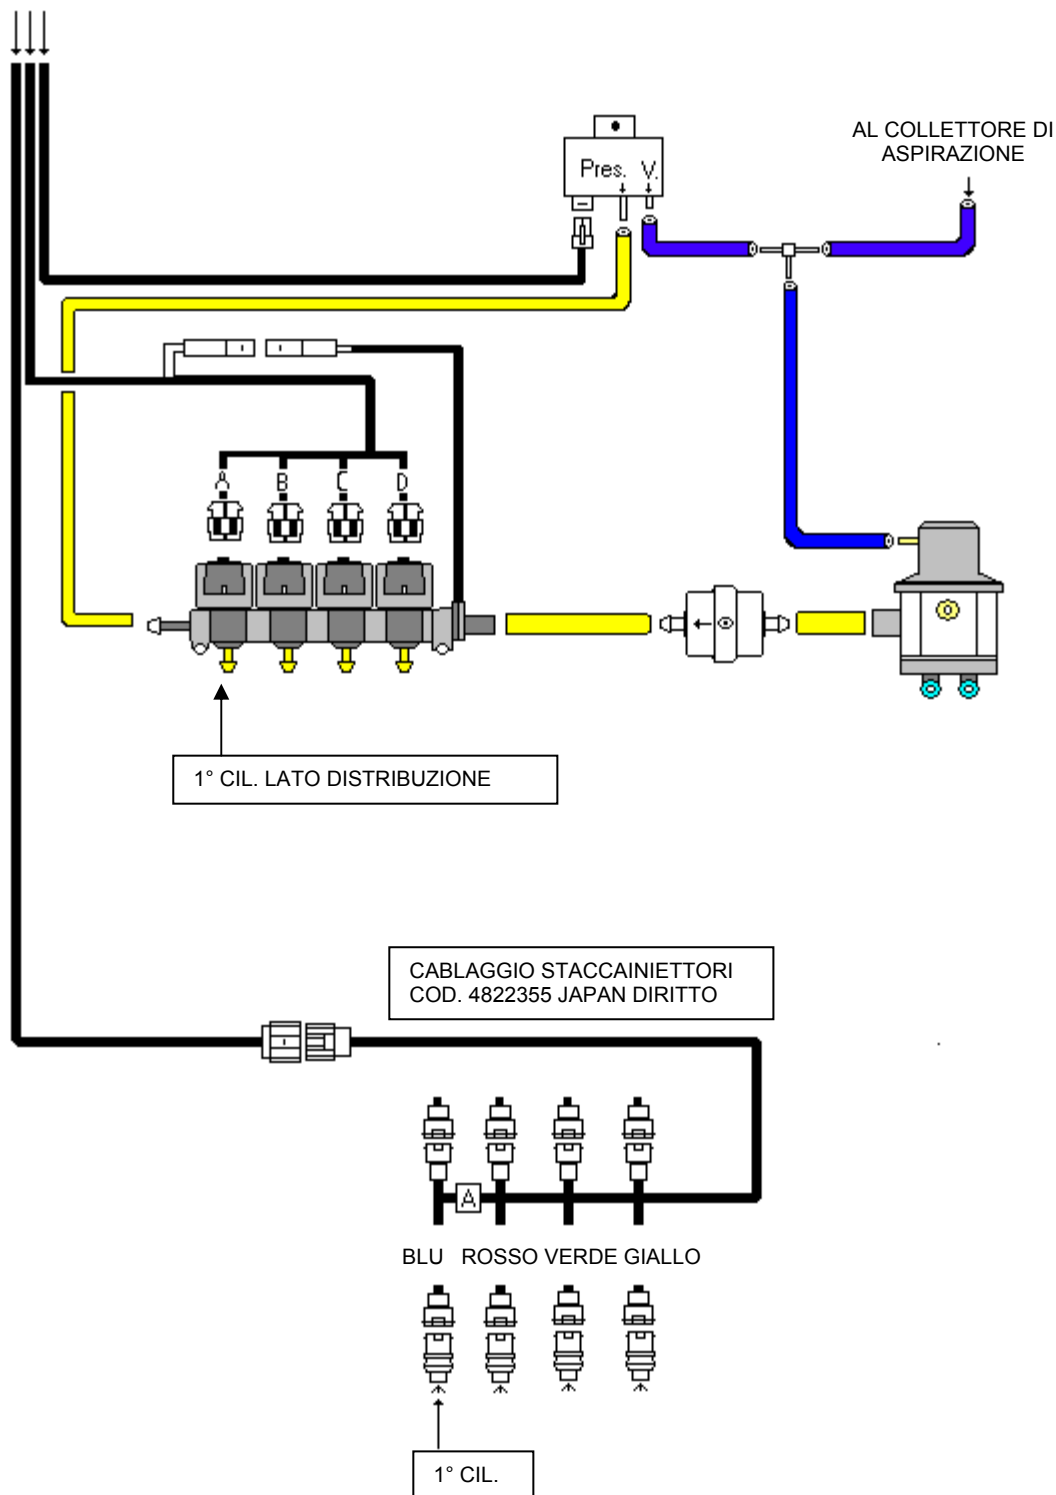 AL COLLETTORE DI
ASPIRAZIONE
Pres. V.
A B C D
1° CIL. LATO DISTRIBUZIONE
CABLAGGIO STACCAINIETTORI
COD. 4822355 JAPAN DIRITTO
A
BLU ROSSO VERDE GIALLO
1° CIL.